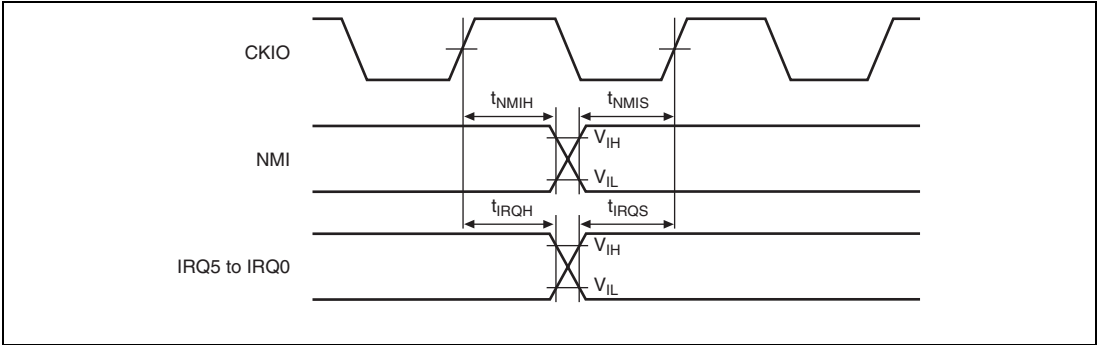 CKIO
tNMIH tNMIS
NMI
VIH
VIL
tIRQH tIRQS
IRQ5 to IRQ0
VIH
VIL